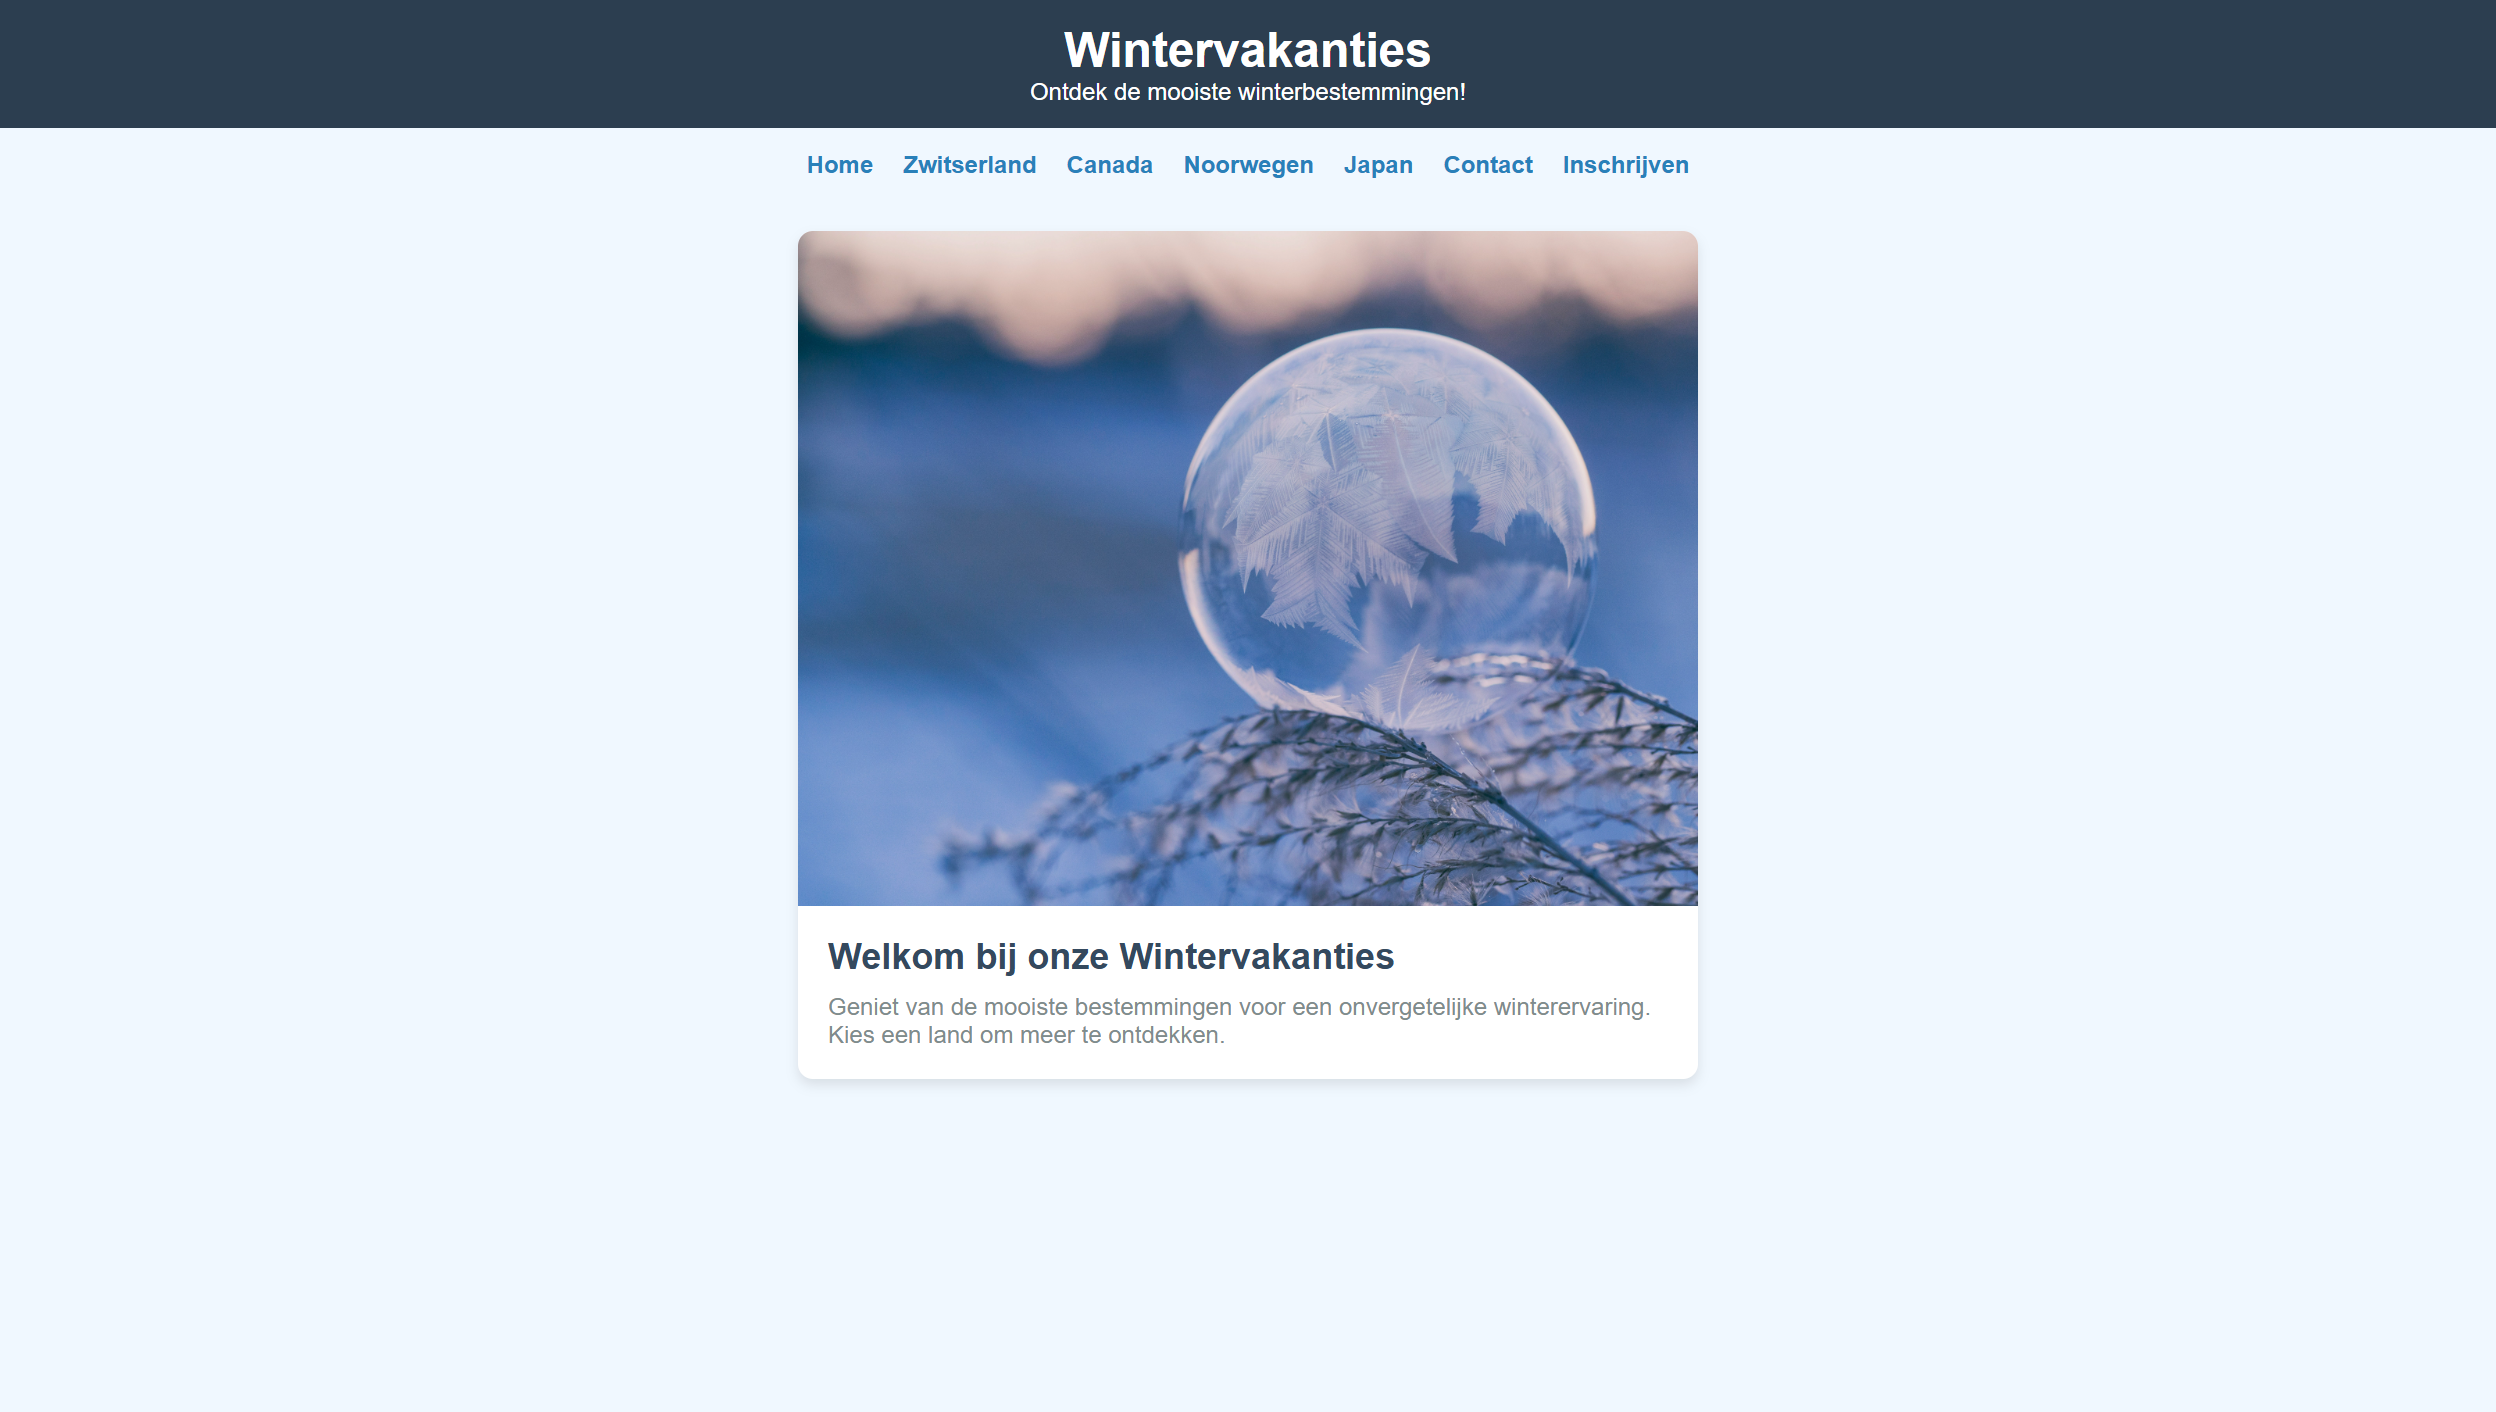 Wintervakanties
Ontdek de mooiste winterbestemmingen!
Home Zwitserland Canada Noorwegen Japan Contact Inschrijven
Welkom bij onze Wintervakanties
Geniet van de mooiste bestemmingen voor een onvergetelijke winterervaring.
Kies een land om meer te ontdekken.